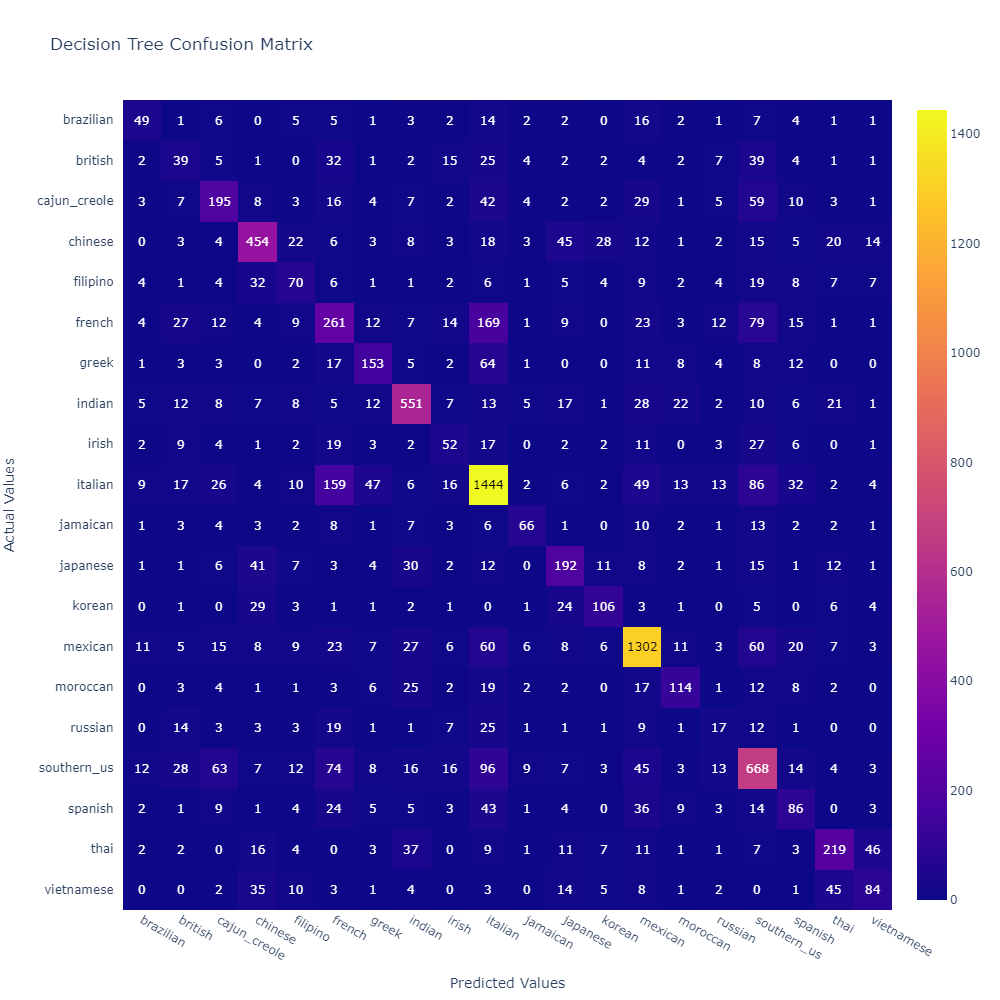 Decision Tree Confusion Matrix
brazilian 49 1 6 0 5 5 1 3 2 14 2 2 0 16 2 1 7 4 1 1
british 2 39 5 1 0 32 1 2 15 25 4 2 2 4 2 7 39 4 1 1
cajun_creole 3 7 195 8 3 16 4 7 2 42 4 2 2 29 1 5 59 10 3 1
chinese 0 3 4 454 22 6 3 8 3 18 3 45 28 12 1 2 15 5 20 14
filipino 4 1 4 32 70 6 1 1 2 6 1 5 4 9 2 4 19 8 7 7
french 4 27 12 4 9 261 12 7 14 169 1 9 0 23 3 12 79 15 1 1
greek 1 3 3 0 2 17 153 5 2 64 1 0 0 11 8 4 8 12 0 0
indian 5 12 8 7 8 5 12 551 7 13 5 17 1 28 22 2 10 6 21 1
irish 2 9 4 1 2 19 3 2 52 17 0 2 2 11 0 3 27 6 0 1
italian 9 17 26 4 10 159 47 6 16 1444 2 6 2 49 13 13 86 32 2 4
jamaican 1 3 4 3 2 8 1 7 3 6 66 1 0 10 2 1 13 2 2 1
japanese 1 1 6 41 7 3 4 30 2 12 0 192 11 8 2 1 15 1 12 1
korean 0 1 0 29 3 1 1 2 1 0 1 24 106 3 1 0 5 0 6 4
mexican 11 5 15 8 9 23 7 27 6 60 6 8 6 1302 11 3 60 20 7 3
moroccan 0 3 4 1 1 3 6 25 2 19 2 2 0 17 114 1 12 8 2 0
russian 0 14 3 3 3 19 1 1 7 25 1 1 1 9 1 17 12 1 0 0
southern_us 12 28 63 7 12 74 8 16 16 96 9 7 3 45 3 13 668 14 4 3
spanish 2 1 9 1 4 24 5 5 3 43 1 4 0 36 9 3 14 86 0 3
thai 2 2 0 16 4 0 3 37 0 9 1 11 7 11 1 1 7 3 219 46
vietnamese 0 0 2 35 10 3 1 4 0 3 0 14 5 8 1 2 0 1 45 84
brazilian british cajun_creole chinese filipino french greek indian irish italian jamaican japanese korean mexican moroccan russian southern_us spanish thai vietnamese
Predicted Values
Actual Values
1400
1200
1000
800
600
400
200
0